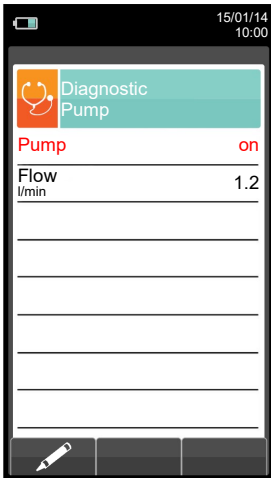 15/01/14
10:00
Diagnostic
Pump
Pump on
Flow 1.2
l/min